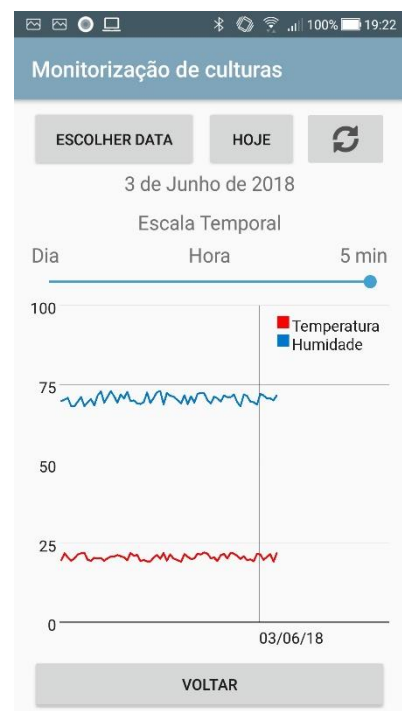 100% 19:22
Monitorização de culturas
ESCOLHER DATA HOJE
3 de Junho de 2018
Escala Temporal
Dia Hora 5 min
100
Temperatura
Humidade
75
50
25
0
03/06/18
VOLTAR